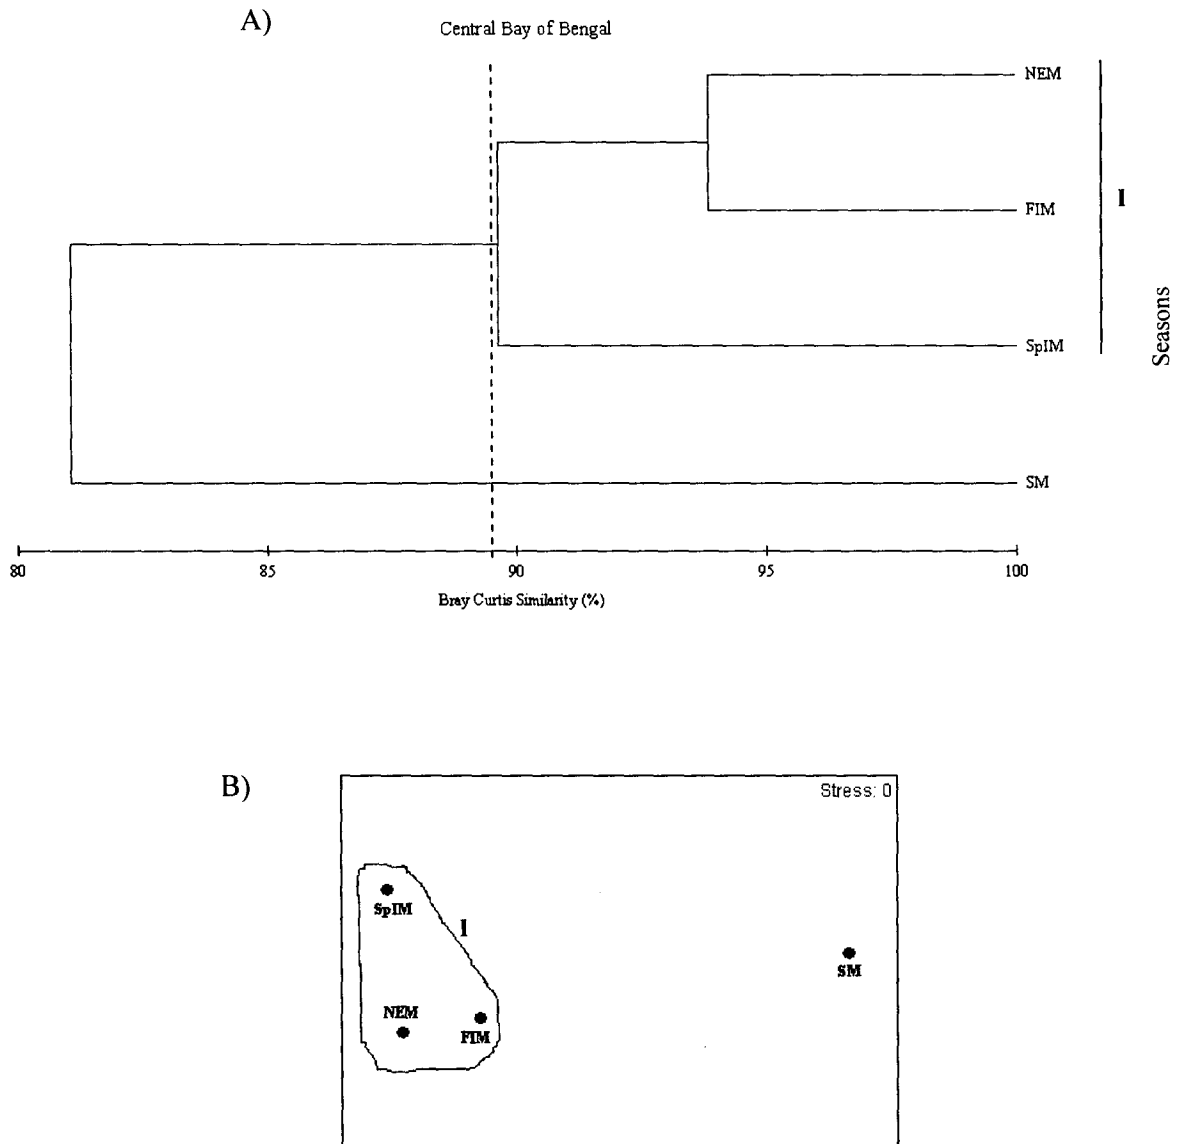 A)
Central Bay of Bengal
NEM
FIM
I
SpIM
Seasons
SM
80 85 90 95 100
Bray Curtis Similarity (%)
B)
Stress: 0
SpIM
I
SM
NEM
FIM